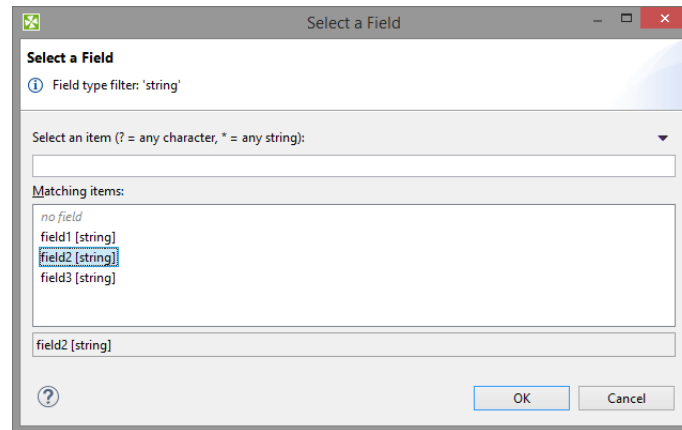 Select a Field
Select a Field
Field type filter: 'string'
Select an item (? = any character, * = any string):
Matching items:
no field
field1 [string]
field2 [string]
field3 [string]
field2 [string]
OK
Cancel